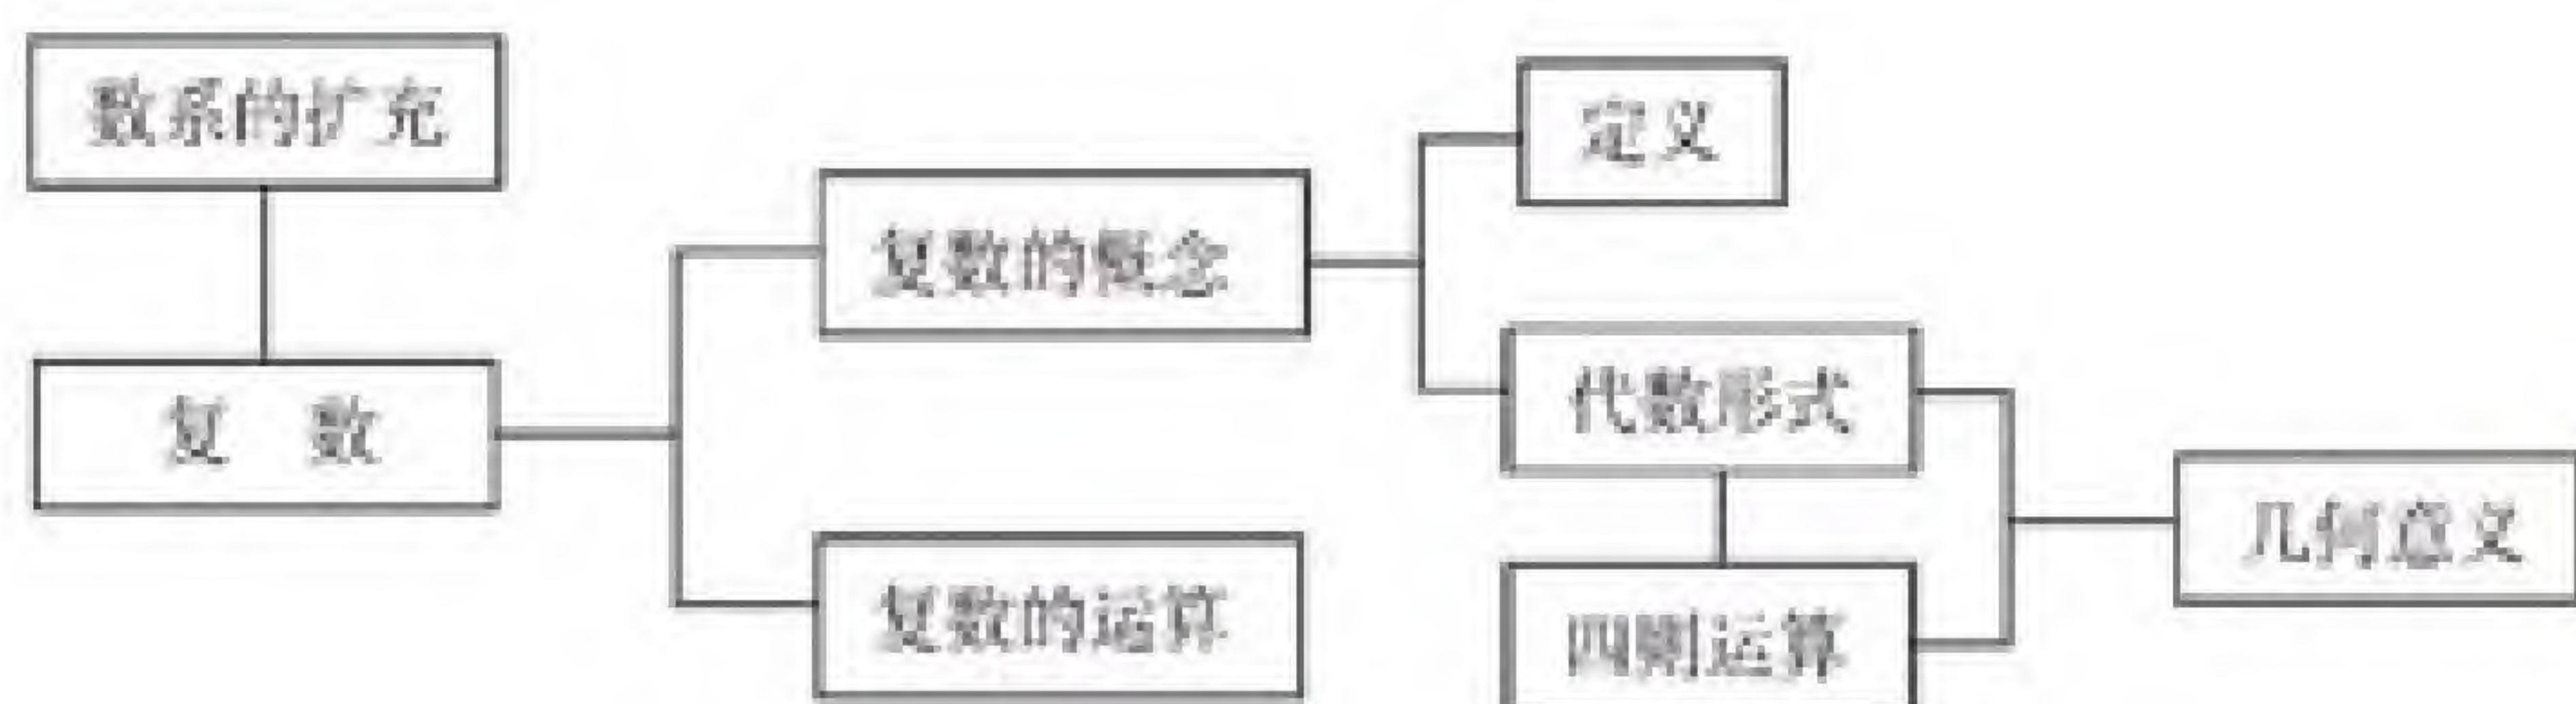 数系的扩充
定义
复数的概念
代数形式
复 数
几何意义
复数的运算
四则运算